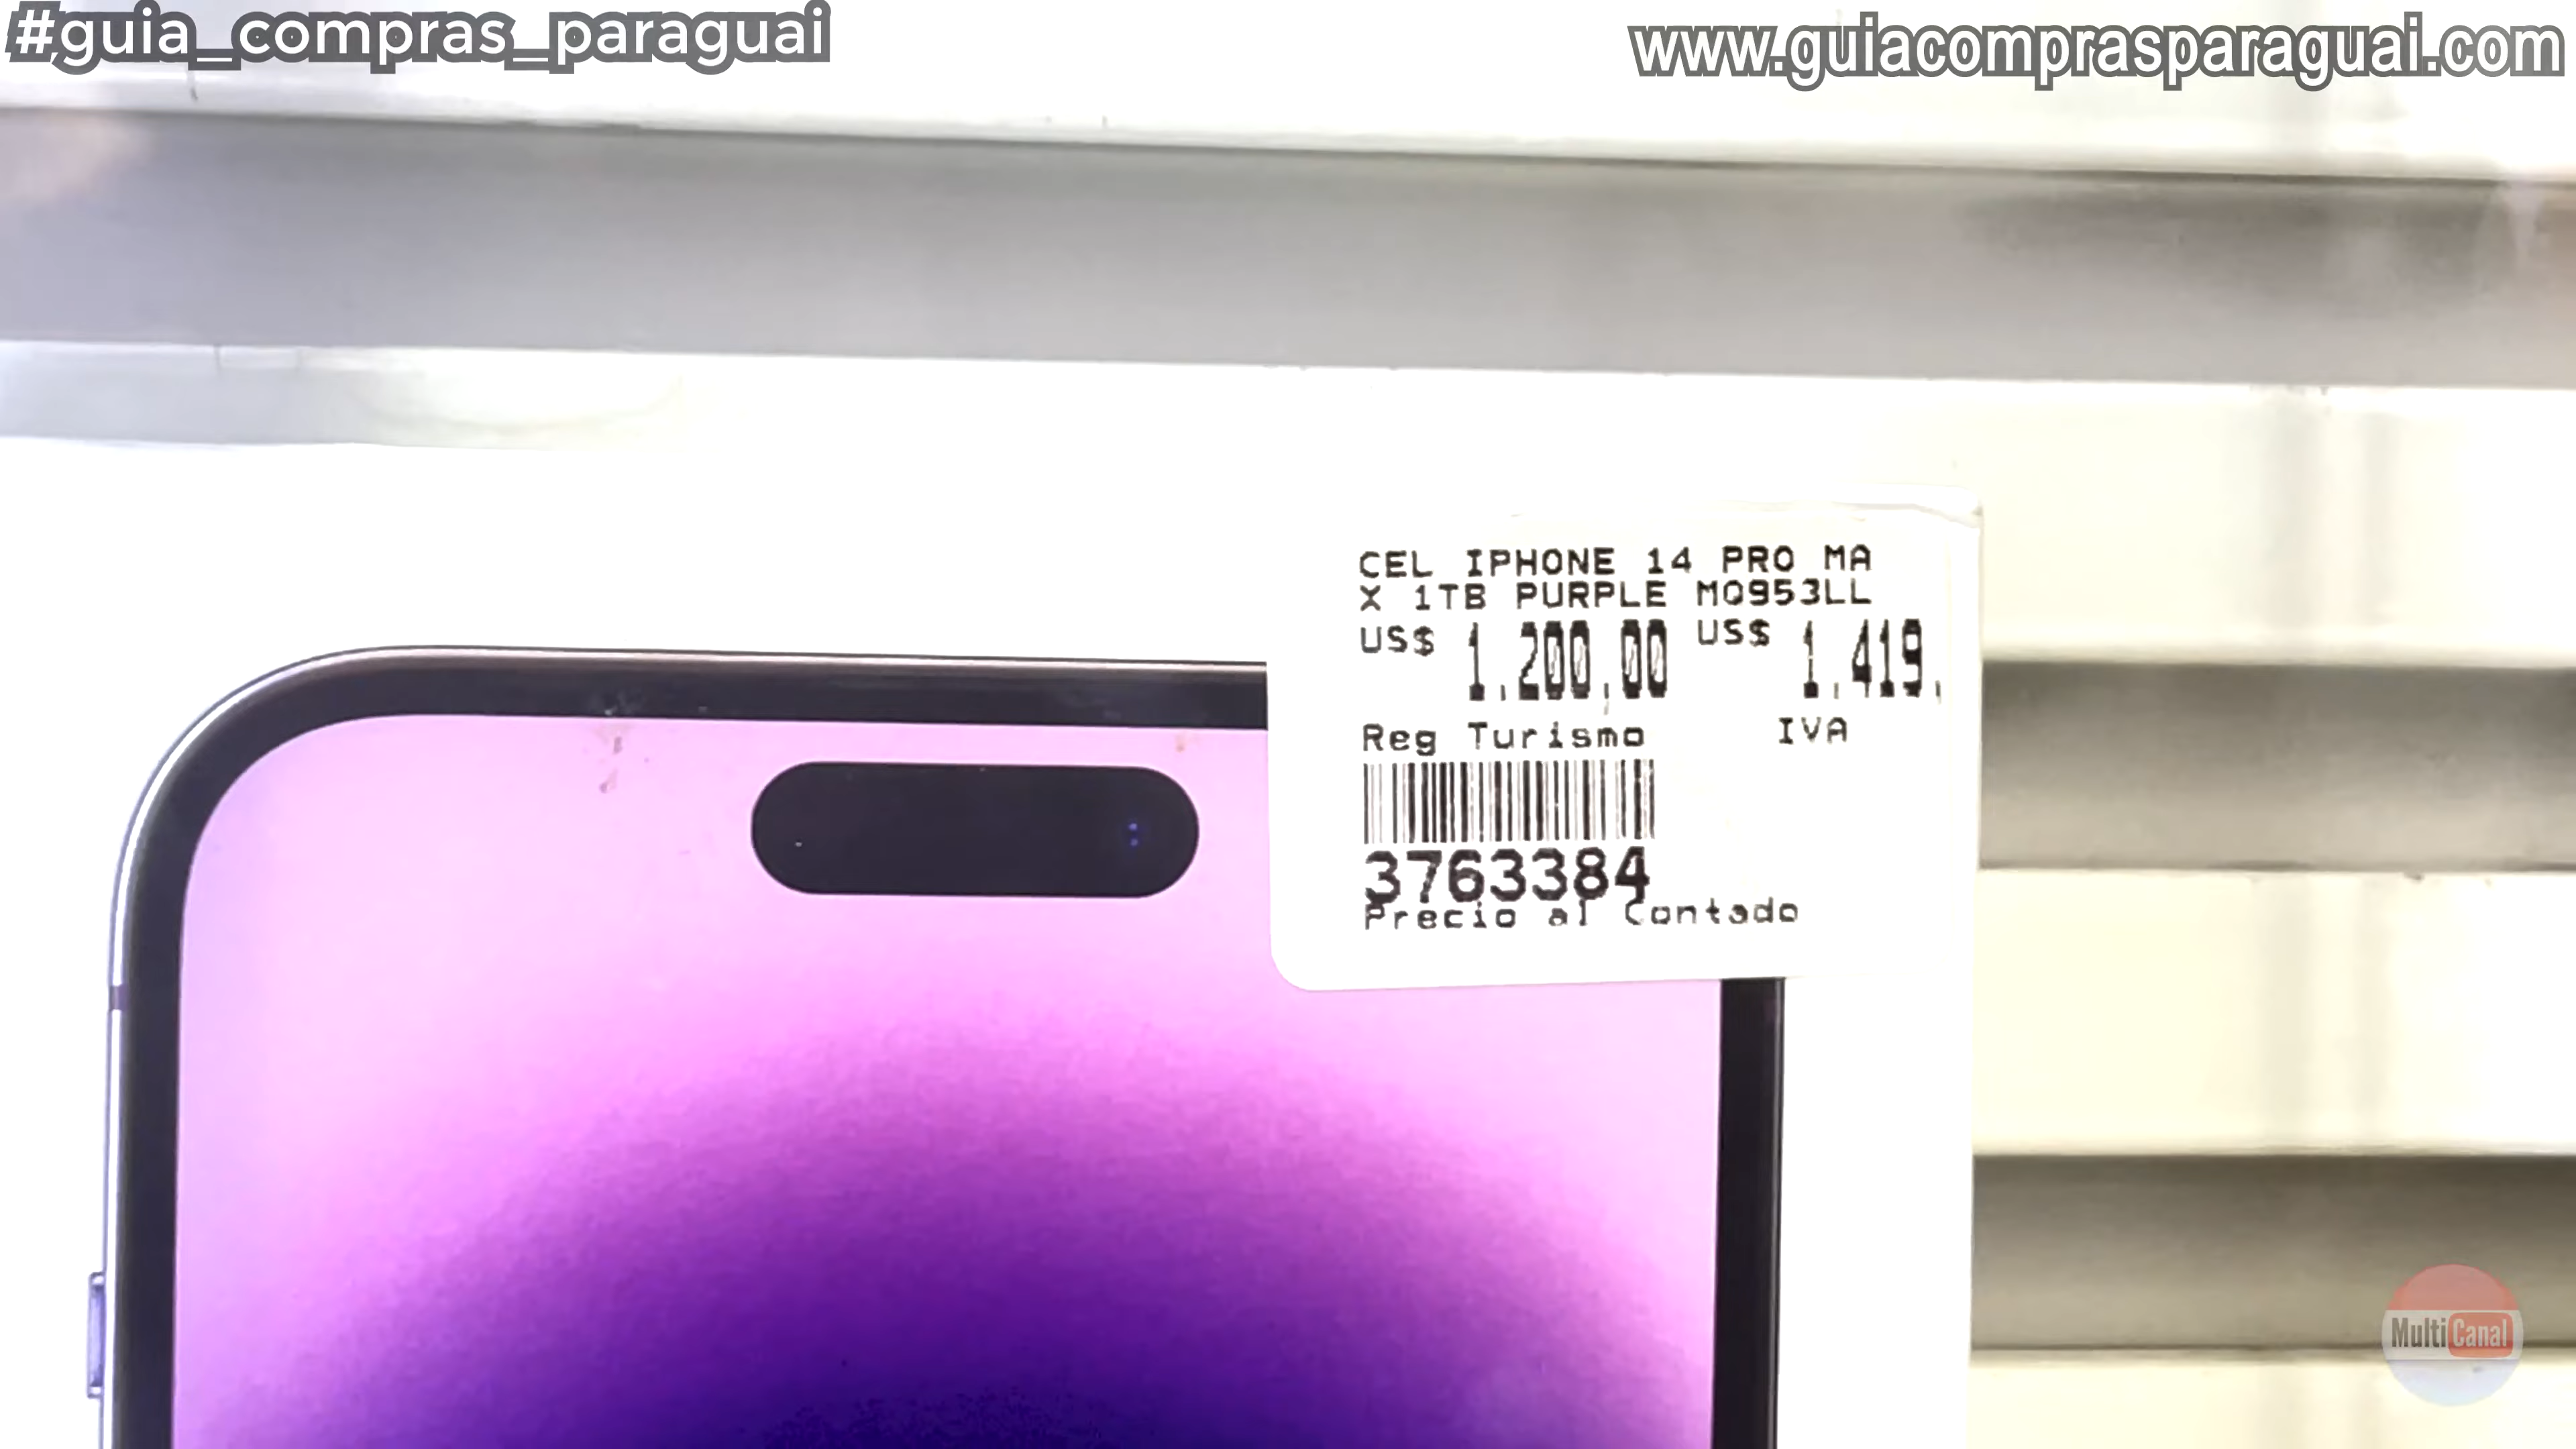 #guia_compras_paraguai
www.guiacomprasparaguai.com
CEL IPHONE 14 PRO MA
X 1TB PURPLE MQ953LL
US$ 1.200,00 US$ 1.419,
Reg Turismo IVA
3763384
Precio al Contado
MultiCanal